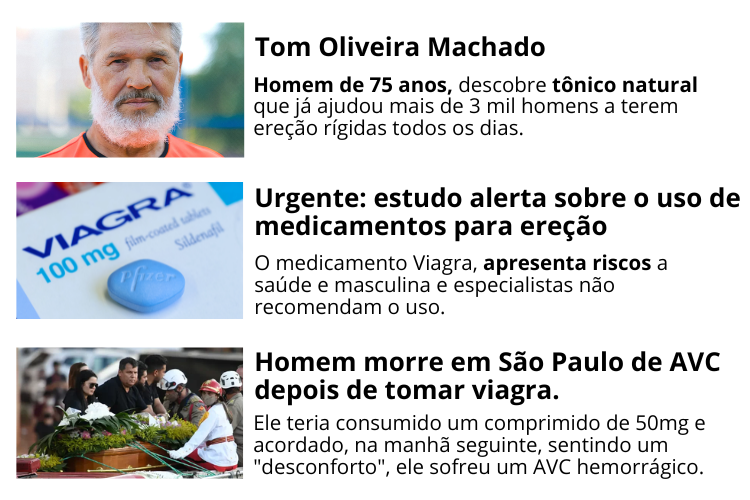 Tom Oliveira Machado
Homem de 75 anos, descobre tônico natural
que já ajudou mais de 3 mil homens a terem
ereção rígidas todos os dias.
VIAGRA
100 mg film-coated tablets
Sildenafil
Pfizer
Urgente: estudo alerta sobre o uso de
medicamentos para ereção
O medicamento Viagra, apresenta riscos a
saúde e masculina e especialistas não
recomendam o uso.
Homem morre em São Paulo de AVC
depois de tomar viagra.
Ele teria consumido um comprimido de 50mg e
acordado, na manhã seguinte, sentindo um
"desconforto", ele sofreu um AVC hemorrágico.